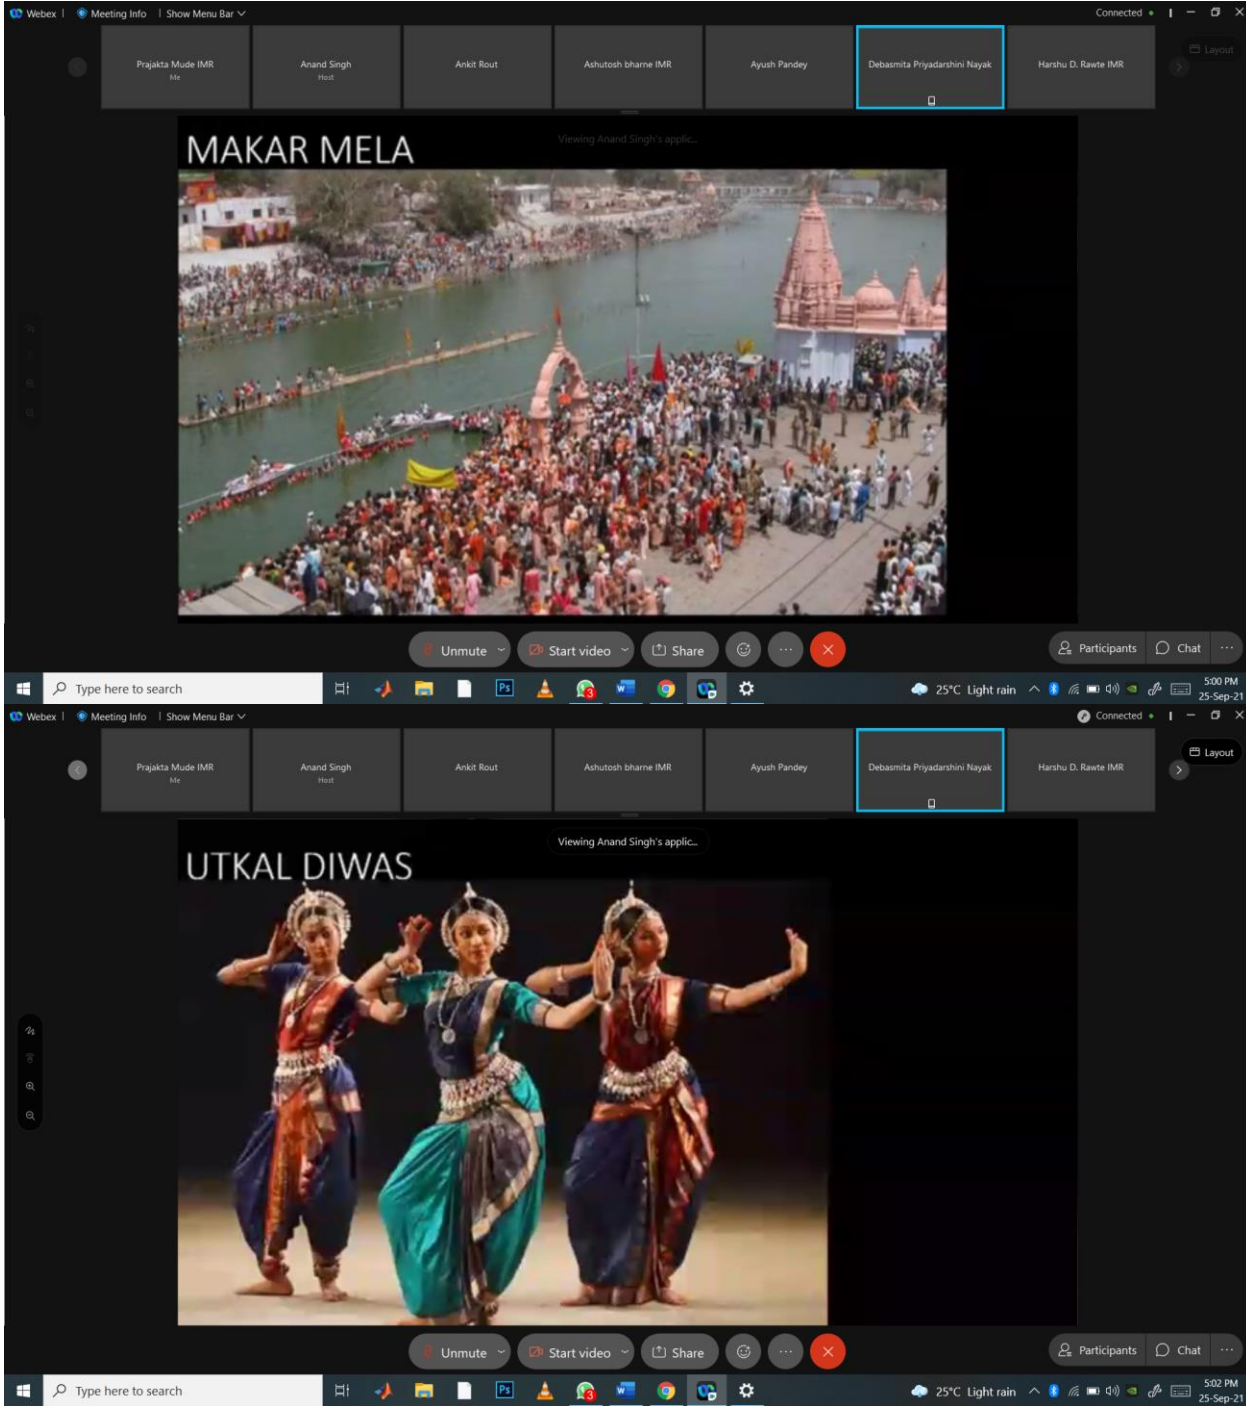 Webex | Meeting Info | Show Menu Bar Connected
Prajakta Mude IMR
Me
Anand Singh
Host
Ankit Rout
Ashutosh bharne IMR
Ayush Pandey
Debasmita Priyadarshini Nayak
Harshu D. Rawte IMR
Layout
Viewing Anand Singh's applic...
MAKAR MELA
Unmute Start video Share Participants Chat
Type here to search Ps 3 25°C Light rain 5:00 PM
25-Sep-21
Webex | Meeting Info | Show Menu Bar Connected
Prajakta Mude IMR
Me
Anand Singh
Host
Ankit Rout
Ashutosh bharne IMR
Ayush Pandey
Debasmita Priyadarshini Nayak
Harshu D. Rawte IMR
Layout
Viewing Anand Singh's applic...
UTKAL DIWAS
Unmute Start video Share Participants Chat
Type here to search Ps 3 25°C Light rain 5:02 PM
25-Sep-21